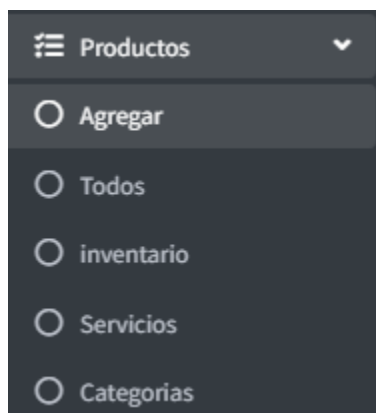 Productos
Agregar
Todos
inventario
Servicios
Categorias